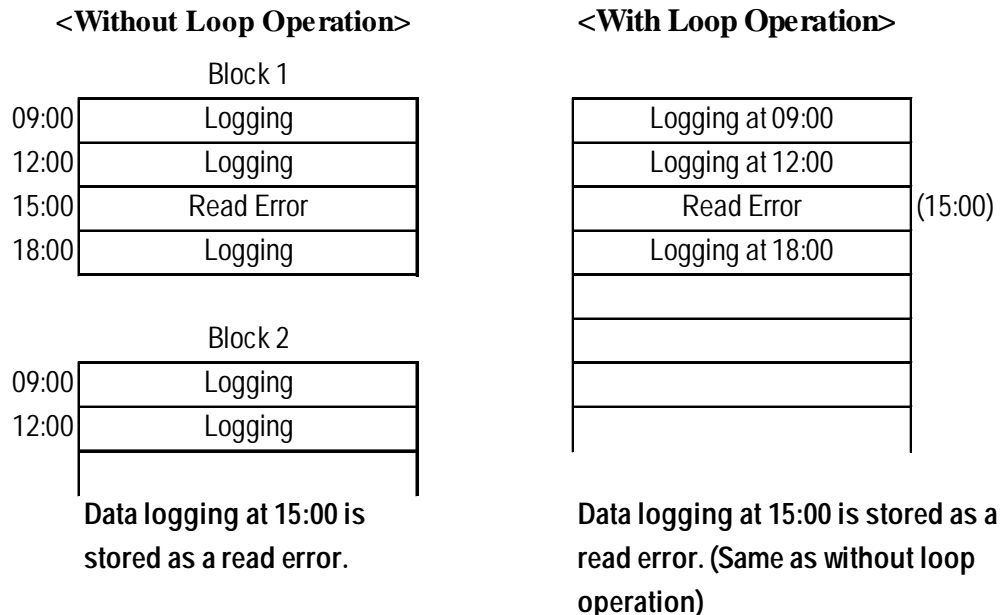 <Without Loop Operation>
Block 1
09:00 Logging
12:00 Logging
15:00 Read Error
18:00 Logging
Block 2
09:00 Logging
12:00 Logging
Data logging at 15:00 is
stored as a read error.
<With Loop Operation>
Logging at 09:00
Logging at 12:00
Read Error (15:00)
Logging at 18:00
Data logging at 15:00 is stored as a
read error. (Same as without loop
operation)